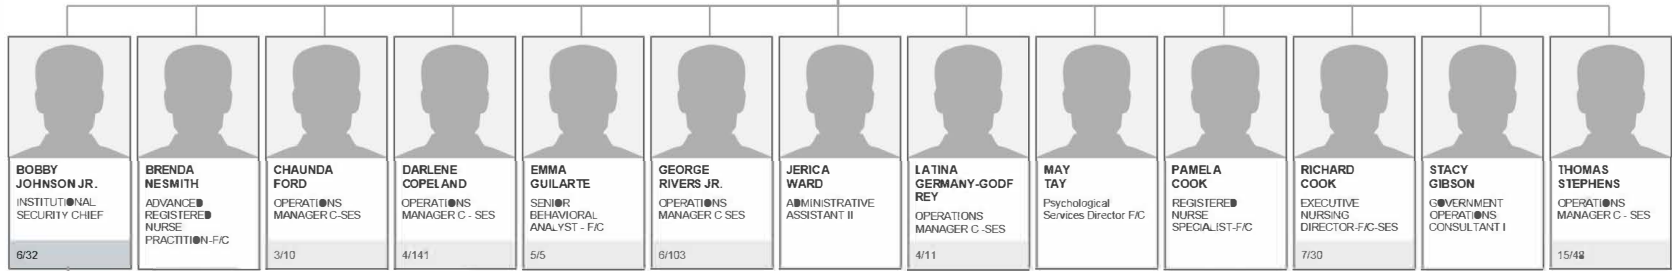 BOBBY
JOHNSON JR.
INSTITUTIONAL
SECURITY CHIEF
6/32
BRENDA
NESMITH
ADVANCED
REGISTERED
NURSE
PRACTITION-F/C
CHAUNDA
FORD
OPERATIONS
MANAGER C-SES
3/10
DARLENE
COPELAND
OPERATIONS
MANAGER C - SES
4/141
EMMA
GUILARTE
SENIOR
BEHAVIORAL
ANALYST - F/C
5/5
GEORGE
RIVERS JR.
OPERATIONS
MANAGER C SES
6/103
JERICA
WARD
ADMINISTRATIVE
ASSISTANT II
LATINA
GERMANY-GODF
REY
OPERATIONS
MANAGER C -SES
4/11
MAY
TAY
Psychological
Services Director F/C
PAMELA
COOK
REGISTERED
NURSE
SPECIALIST-F/C
RICHARD
COOK
EXECUTIVE
NURSING
DIRECTOR-F/C-SES
7/30
STACY
GIBSON
GOVERNMENT
OPERATIONS
CONSULTANT I
THOMAS
STEPHENS
OPERATIONS
MANAGER C - SES
15/48